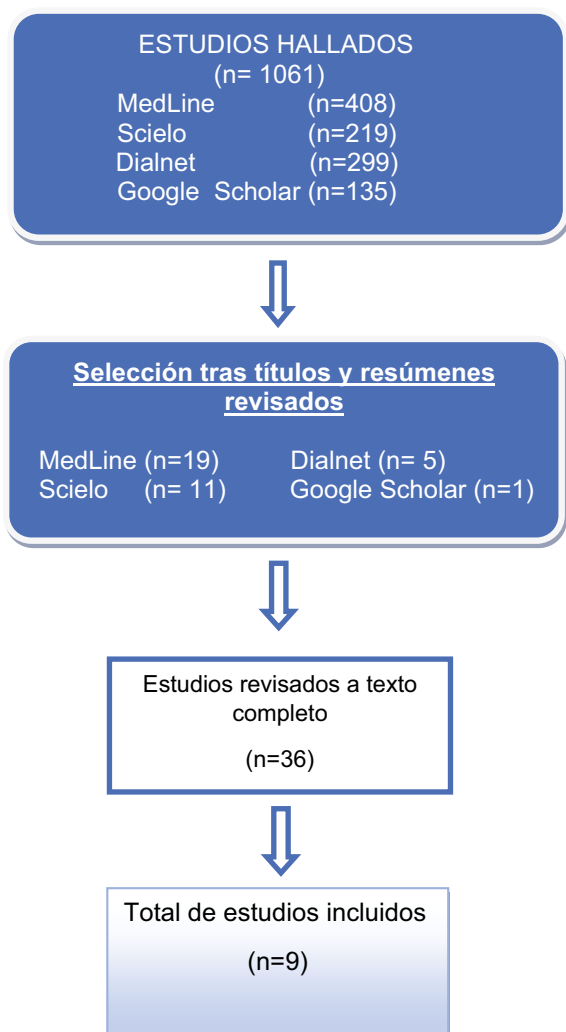 ESTUDIOS HALLADOS
(n= 1061)
MedLine (n=408)
Scielo (n=219)
Dialnet (n=299)
Google Scholar (n=135)
Selección tras títulos y resúmenes
revisados
MedLine (n=19) Dialnet (n= 5)
Scielo (n= 11) Google Scholar (n=1)
Estudios revisados a texto
completo
(n=36)
Total de estudios incluidos
(n=9)